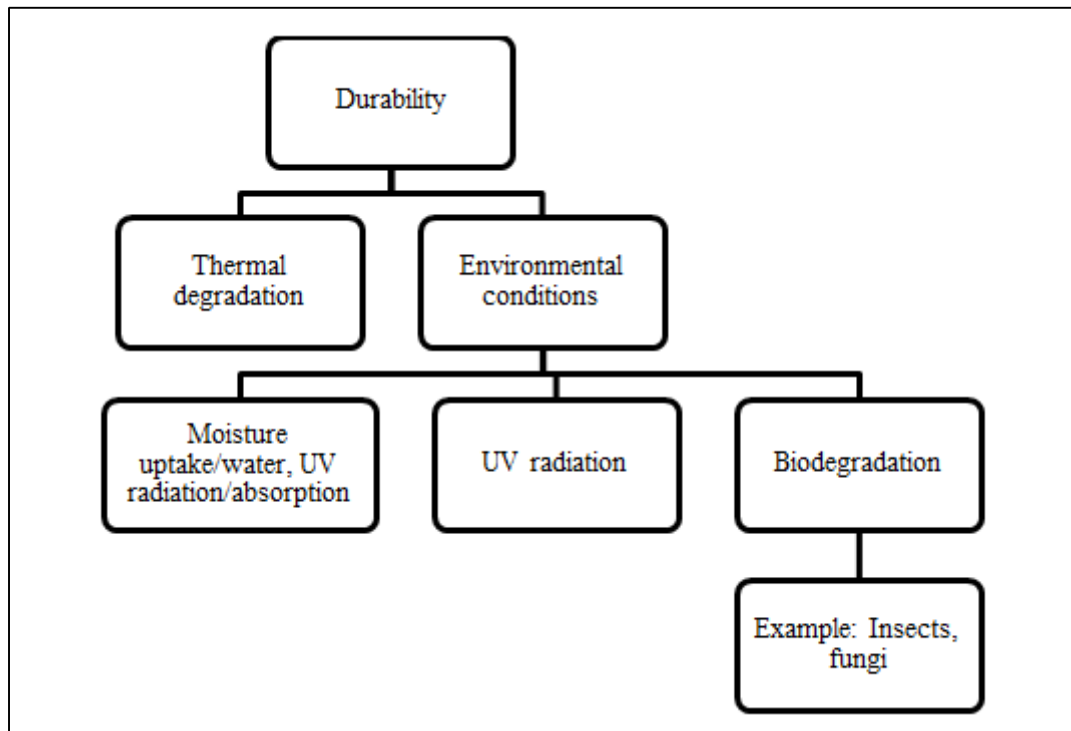 Durability
Thermal
degradation
Environmental
conditions
Moisture
uptake/water, UV
radiation/absorption
UV radiation
Biodegradation
Example: Insects,
fungi